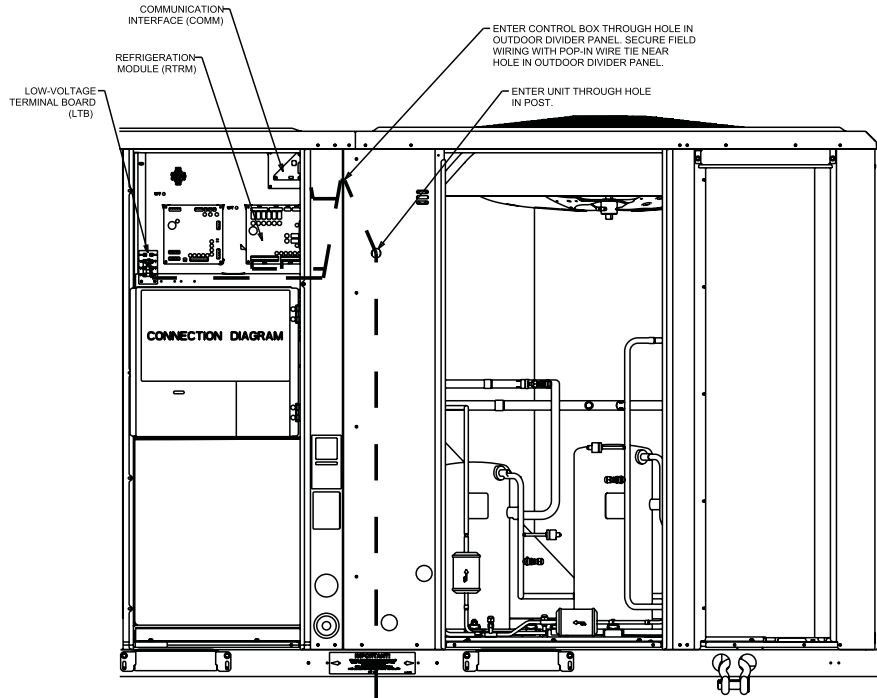 COMMUNICATION
INTERFACE (COMM)
ENTER CONTROL BOX THROUGH HOLE IN
OUTDOOR DIVIDER PANEL. SECURE FIELD
WIRING WITH POP-IN WIRE TIE NEAR
HOLE IN OUTDOOR DIVIDER PANEL.
REFRIGERATION
MODULE (RTRM)
LOW-VOLTAGE
TERMINAL BOARD
(LTB)
ENTER UNIT THROUGH HOLE
IN POST.
CONNECTION DIAGRAM
IMPORTANT!